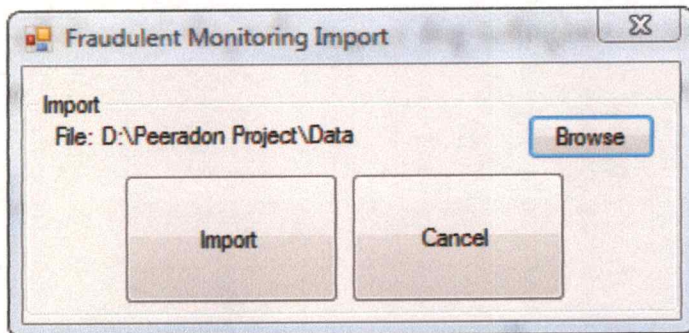 Fraudulent Monitoring Import
Import
File: D:\Peeradon Project\Data
Browse
Import
Cancel